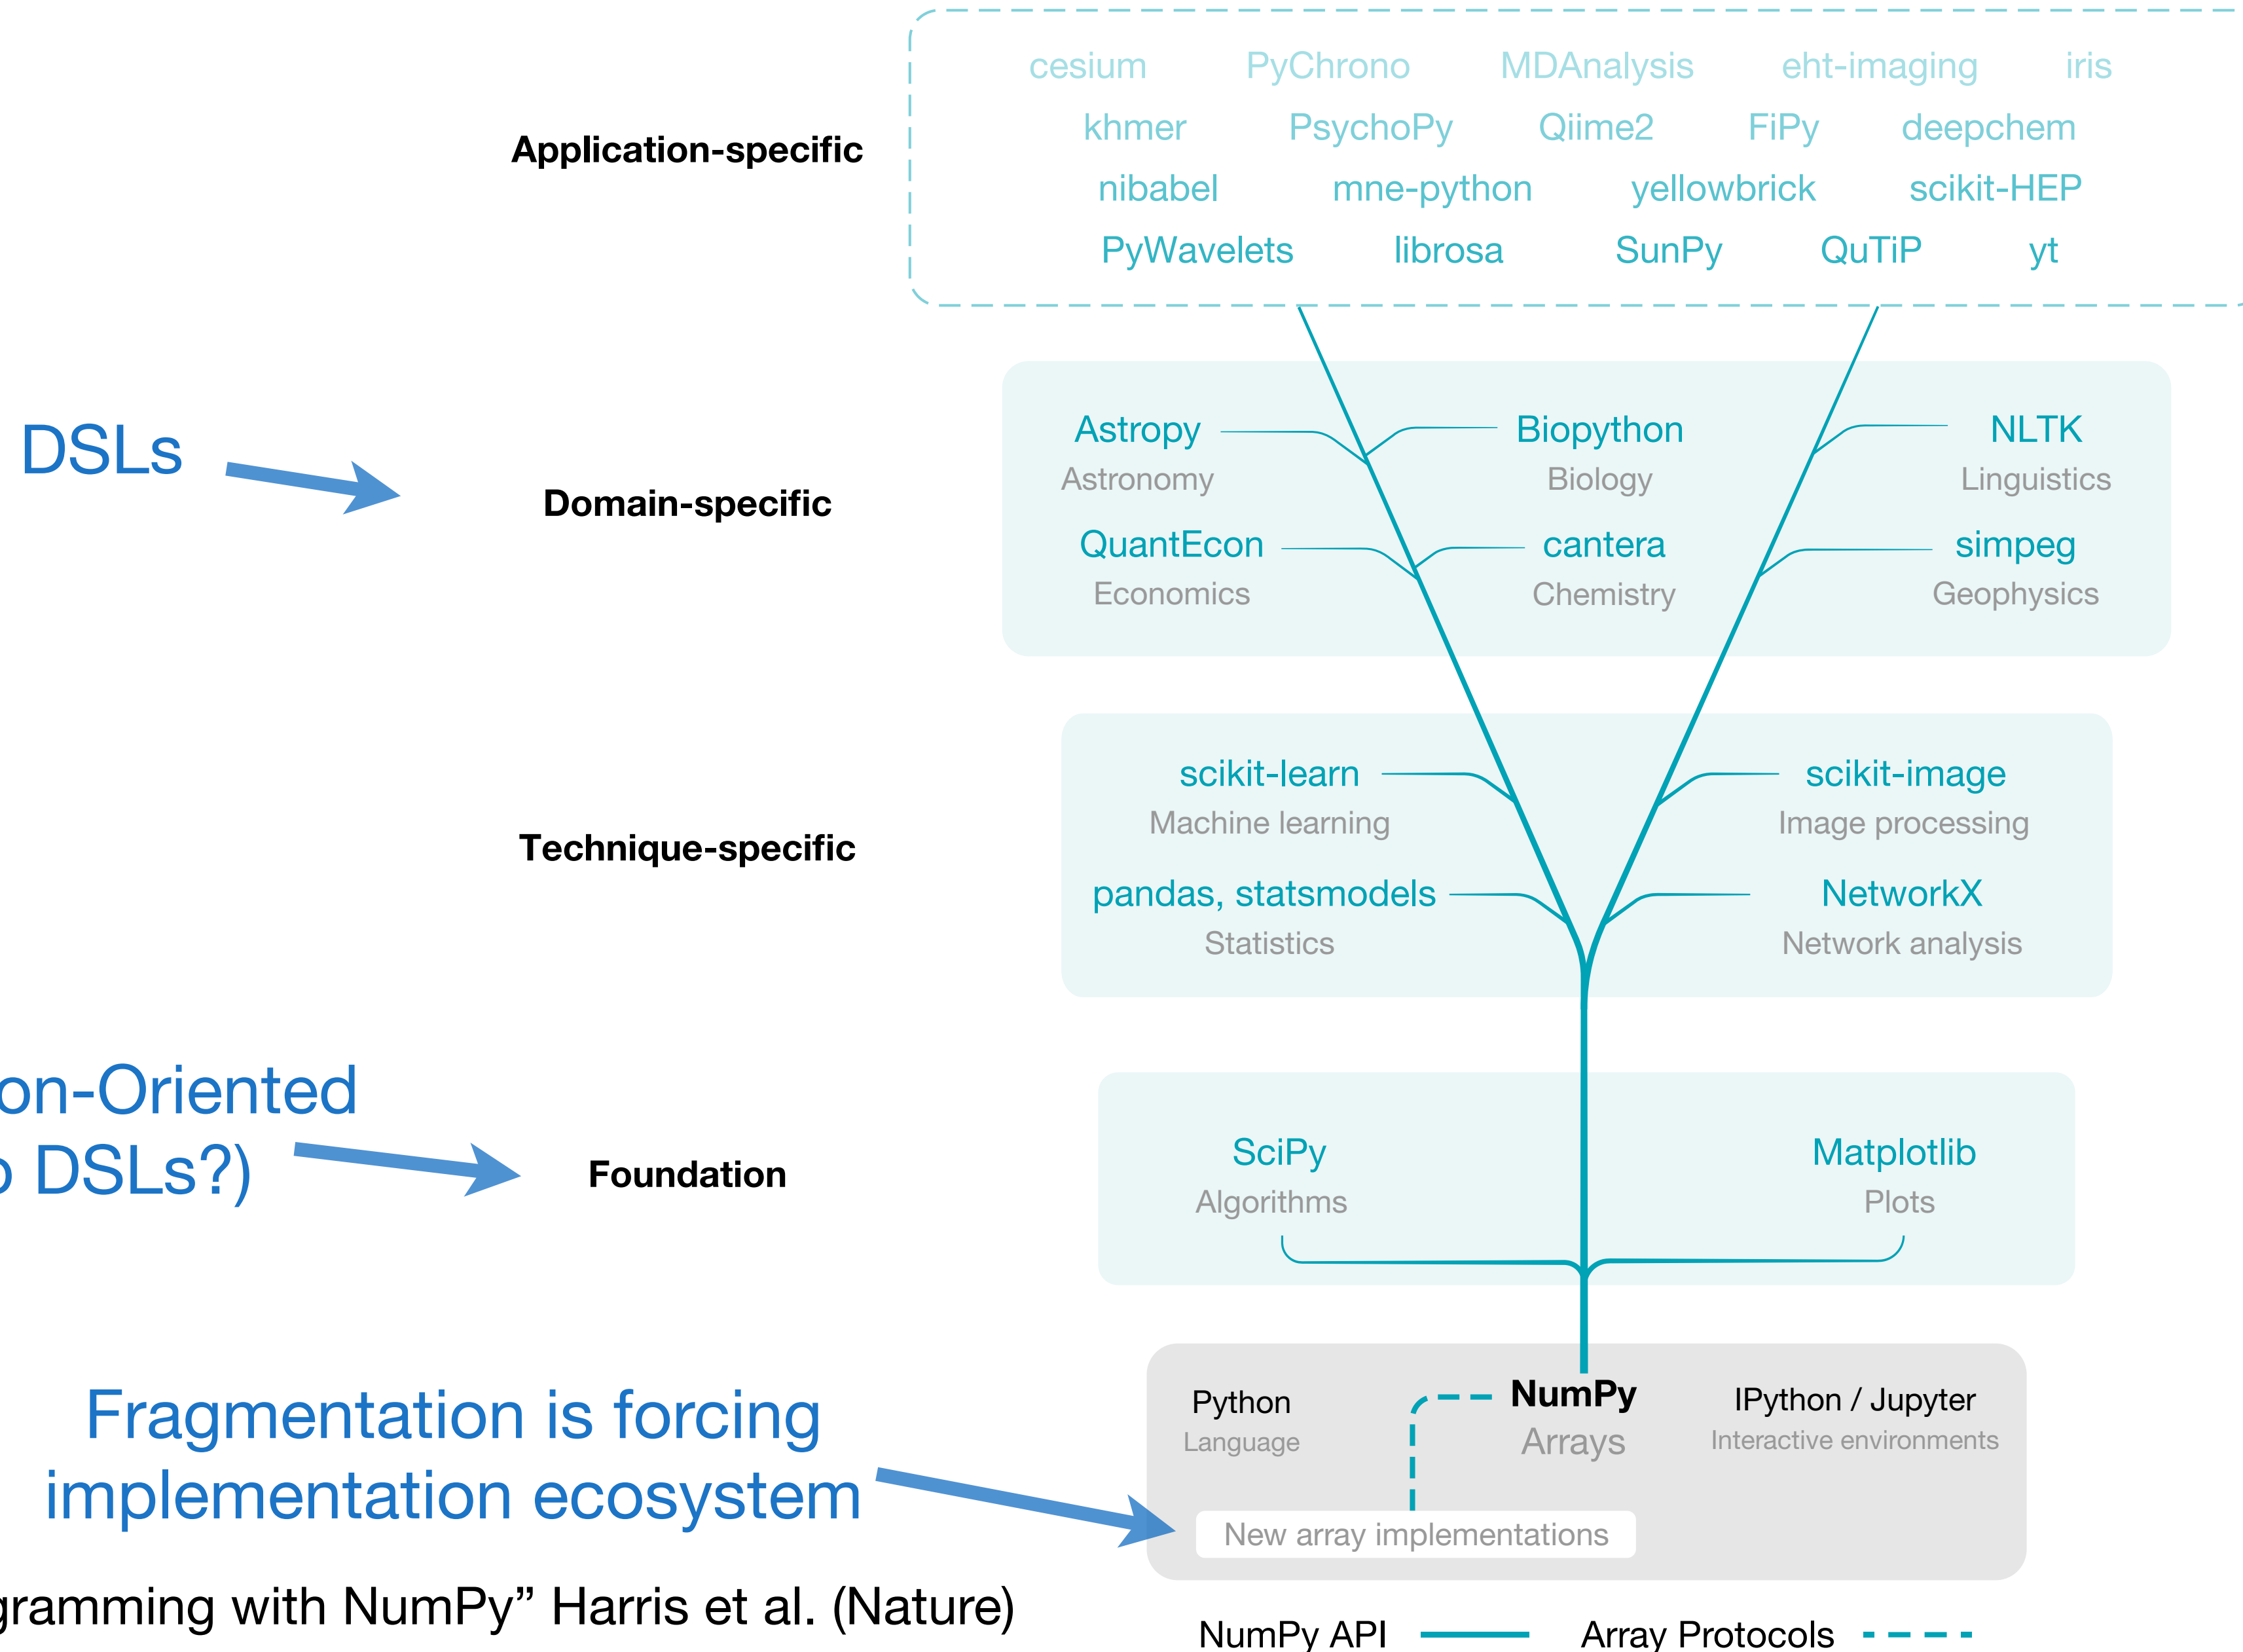 cesium PyChrono MDAnalysis eht-imaging iris
khmer PsychoPy Qiime2 FiPy deepchem
Application-specific
nibabel mne-python yellowbrick scikit-HEP
PyWavelets librosa SunPy QuTiP yt
DSLs
Astropy Biopython NLTK
Astronomy Biology Linguistics
Domain-specific
QuantEcon cantera simpeg
Economics Chemistry Geophysics
scikit-learn scikit-image
Machine learning Image processing
Technique-specific
pandas, statsmodels NetworkX
Statistics Network analysis
on-Oriented
DSLs?)
SciPy Matplotlib
Foundation
Algorithms Plots
Python NumPy IPython / Jupyter
Language Arrays Interactive environments
Fragmentation is forcing
implementation ecosystem
New array implementations
gramming with NumPy” Harris et al. (Nature)
NumPy API Array Protocols